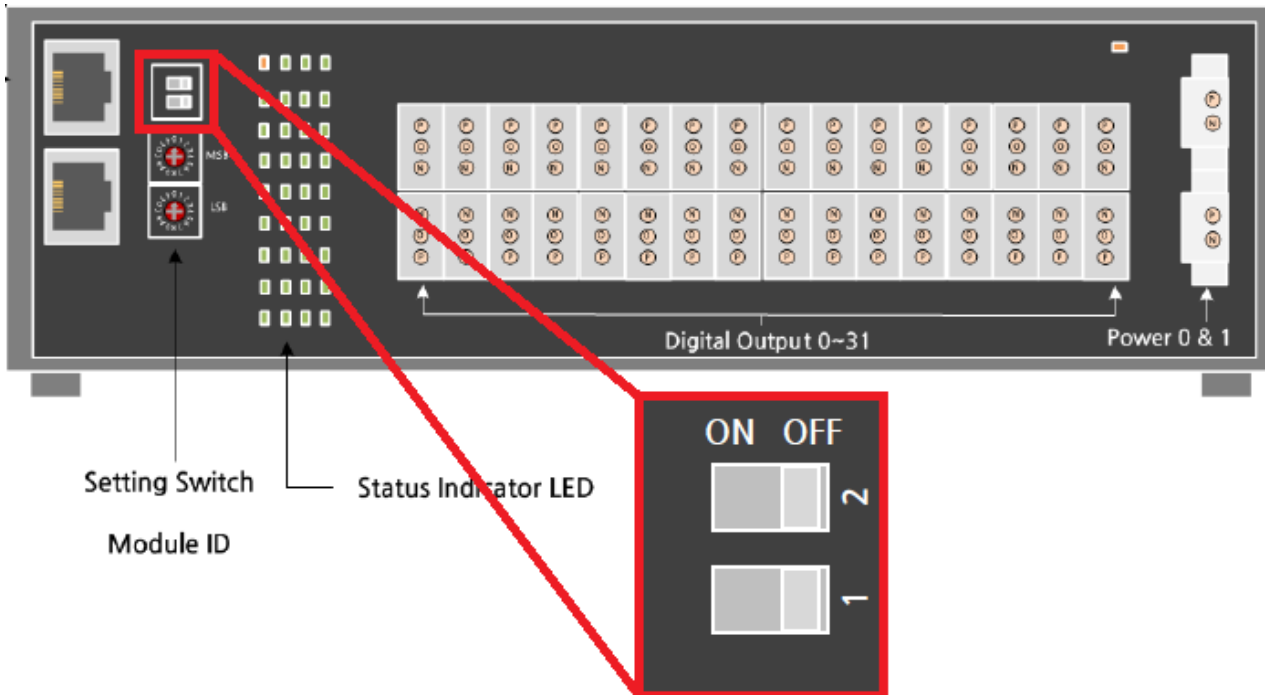 MSB
LSB
P P P P P P P P P P P P P P P P
O O O O O O O O O O O O O O O O
N N N N N N N N N N N N N N N N
N N N N N N N N N N N N N N N N
O O O O O O O O O O O O O O O O
P P P P P P P P P P P P P P P P
P
N
P
N
Digital Output 0~31
Power 0 & 1
Setting Switch
Module ID
Status Indicator LED
ON OFF
2
1